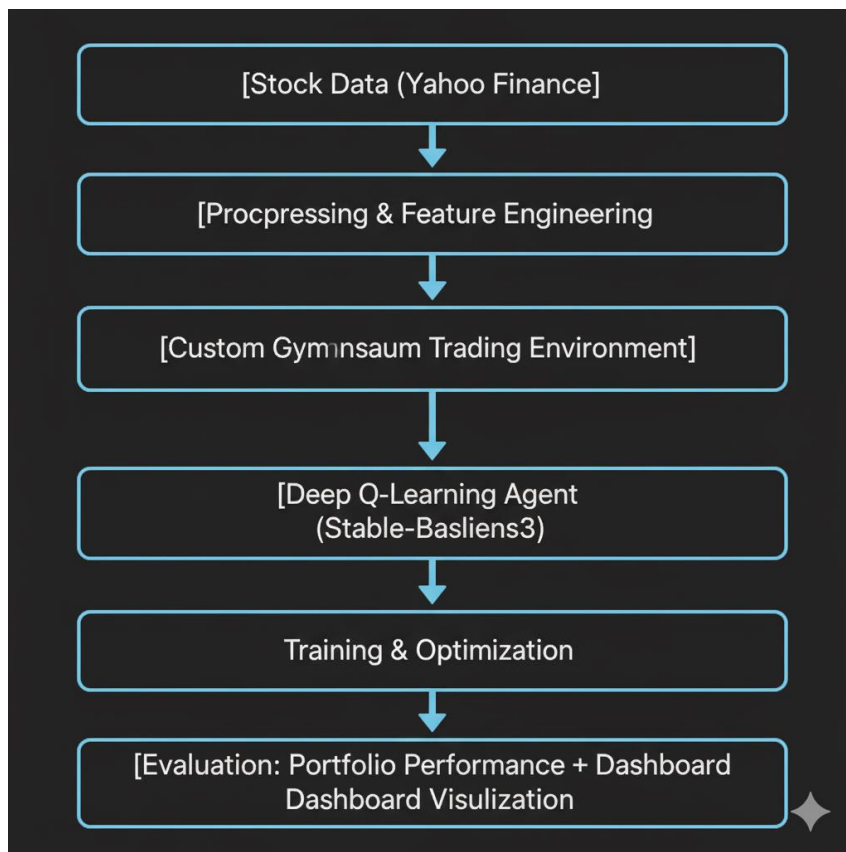 [Stock Data (Yahoo Finance]
[Procpressing & Feature Engineering
[Custom Gymnnsaum Trading Environment]
[Deep Q-Learning Agent
(Stable-Basliens3)
Training & Optimization
[Evaluation: Portfolio Performance + Dashboard
Dashboard Visulization